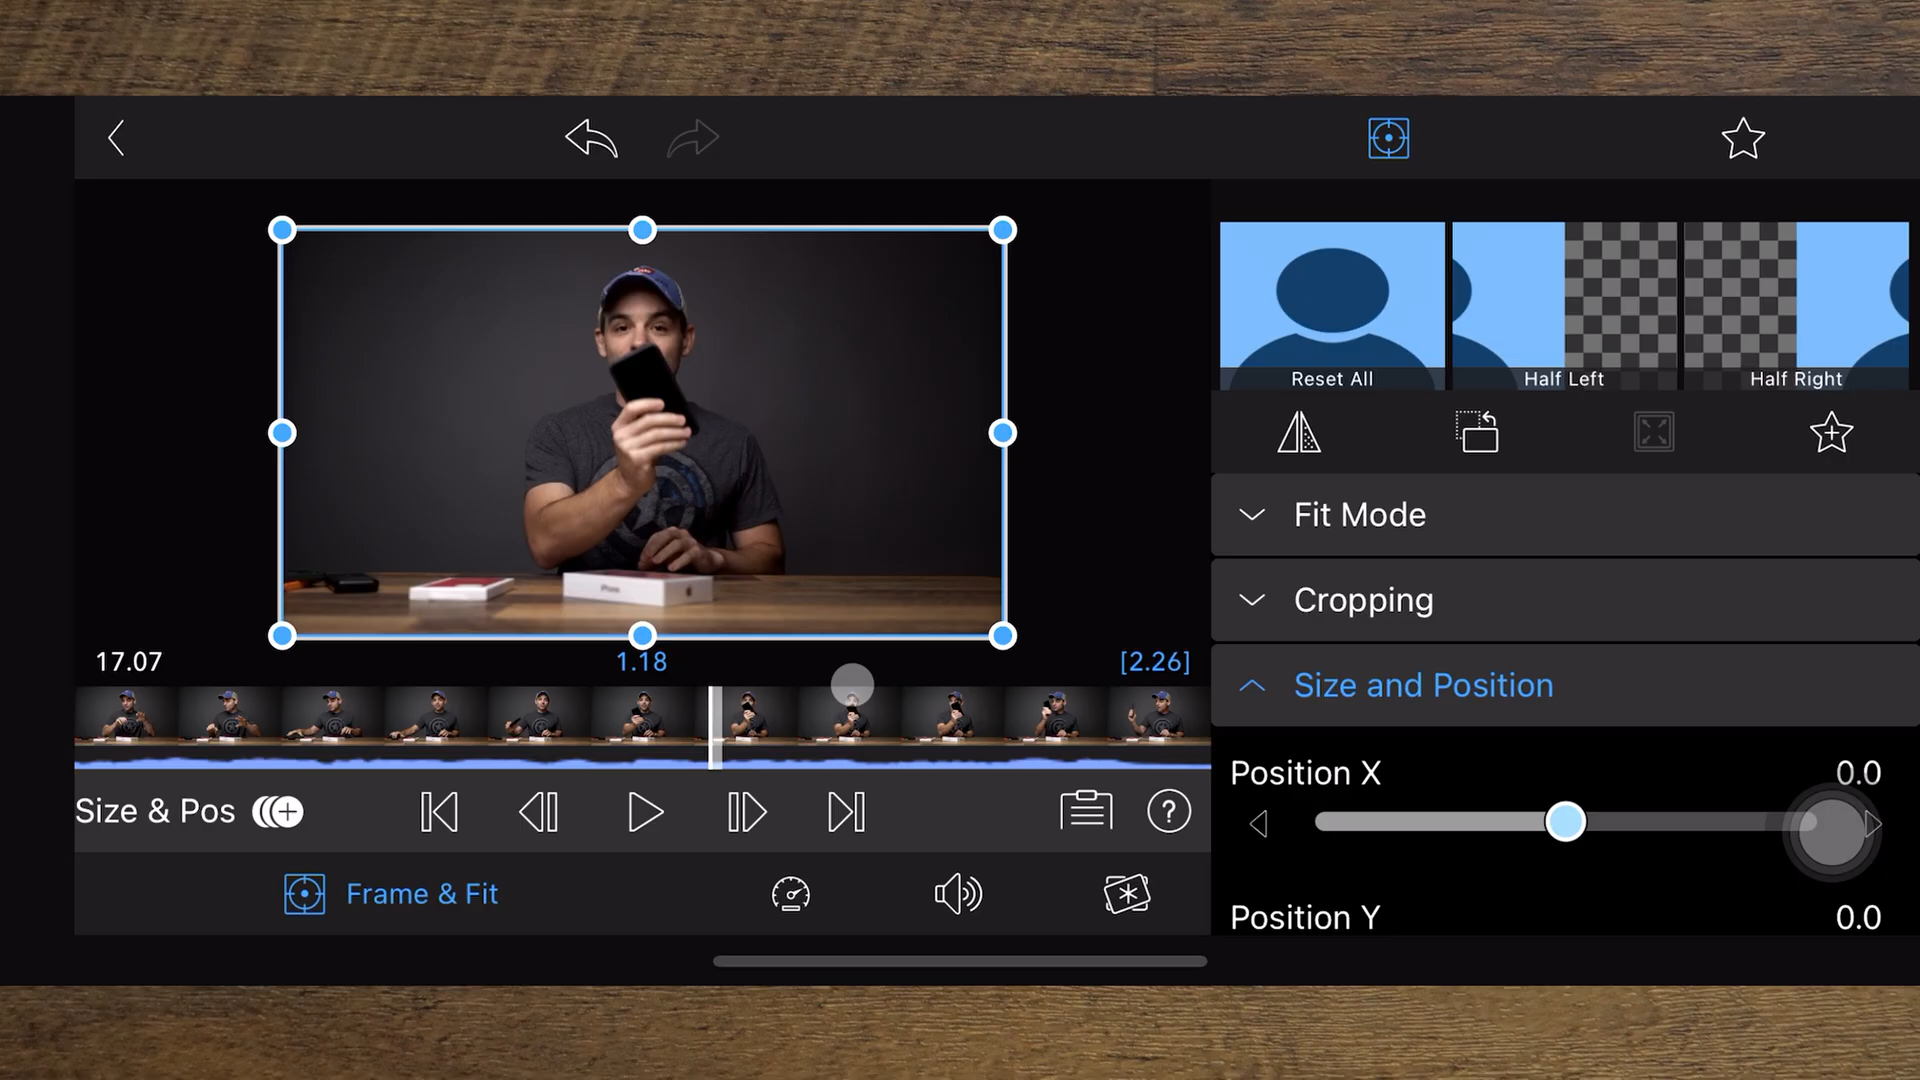 Reset All
Half Left
Half Right
Fit Mode
Cropping
17.07
1.18
[2.26]
Size and Position
Position X
0.0
Size & Pos
?
Frame & Fit
Position Y
0.0
iPhone